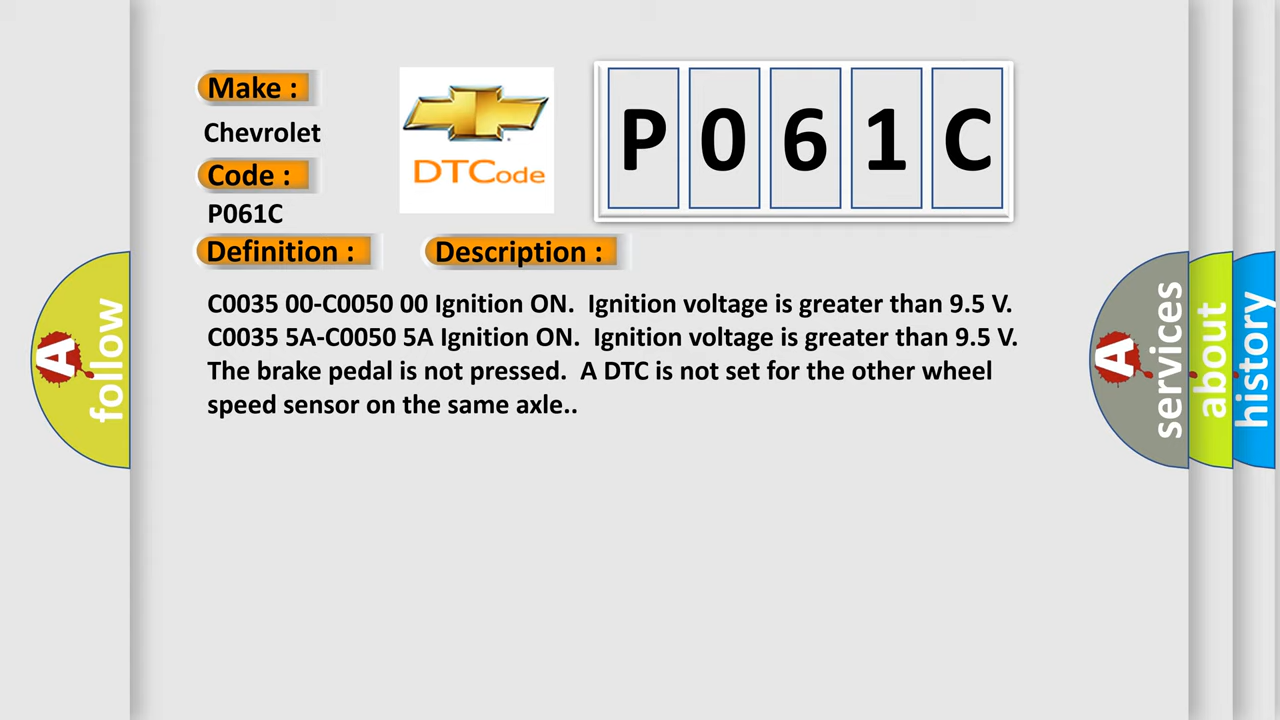 Make :
Chevrolet
Code :
P061C
Definition :
Description :
DTCode
P061C
C0035 00-C0050 00 Ignition ON.  Ignition voltage is greater than 9.5 V.
C0035 5A-C0050 5A Ignition ON.  Ignition voltage is greater than 9.5 V.
The brake pedal is not pressed.  A DTC is not set for the other wheel
speed sensor on the same axle..
A follow
A services
about
history